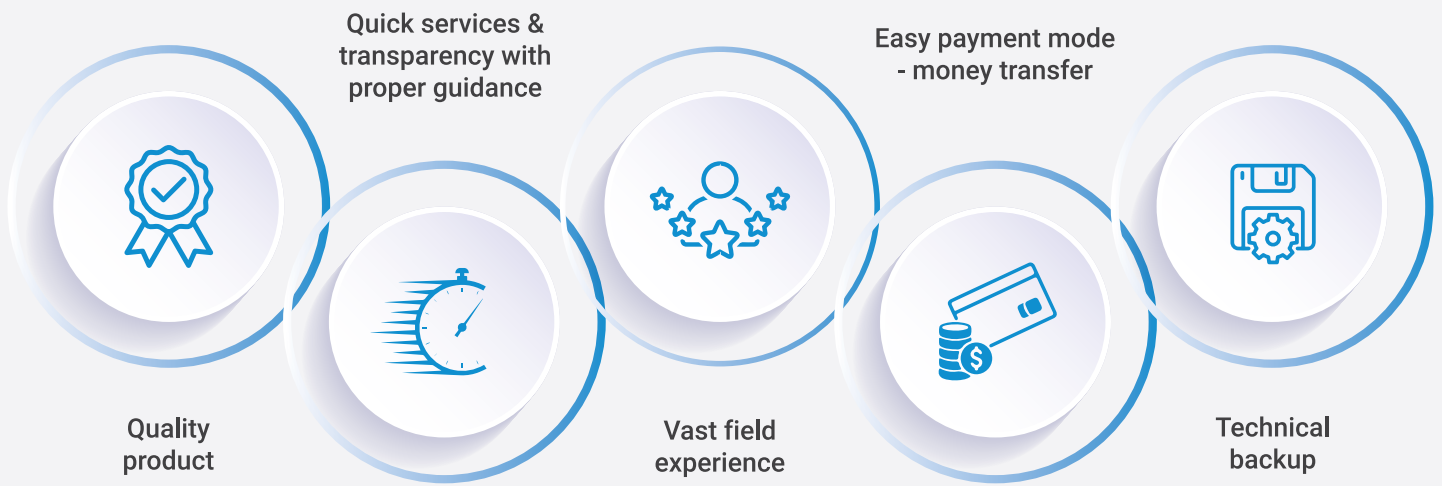 Quick services &
transparency with
proper guidance
Easy payment mode
- money transfer
Quality
product
Vast field
experience
Technical
backup
$